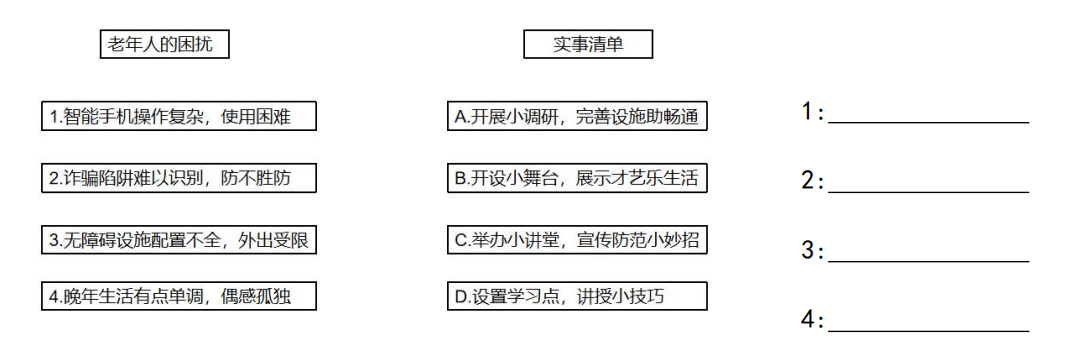 老年人的困扰 实事清单
1.智能手机操作复杂，使用困难 A.开展小调研，完善设施助畅通 1:
2.诈骗陷阱难以识别，防不胜防 B.开设小舞台，展示才艺乐生活 2:
3.无障碍设施配置不全，外出受限 C.举办小讲堂，宣传防范小妙招 3:
4.晚年生活有点单调，偶感孤独 D.设置学习点，讲授小技巧 4: